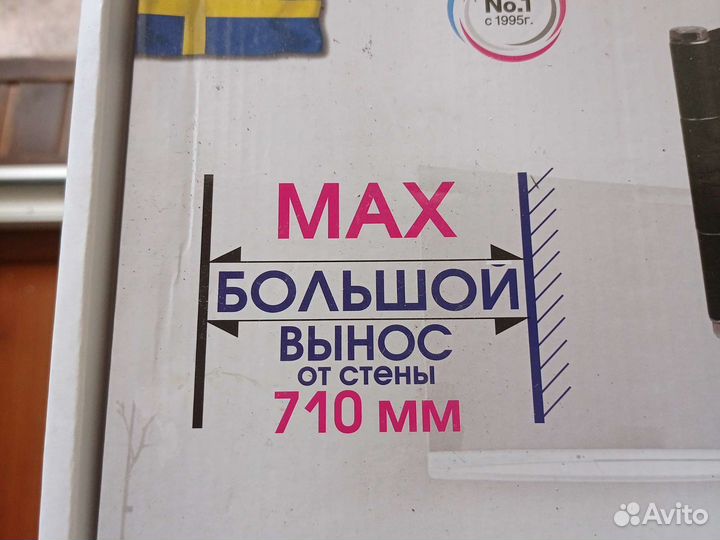 No.1
с 1995г.
MAX
БОЛЬШОЙ
ВЫНОС
ОТ СТЕНЫ
710 мм
Avito